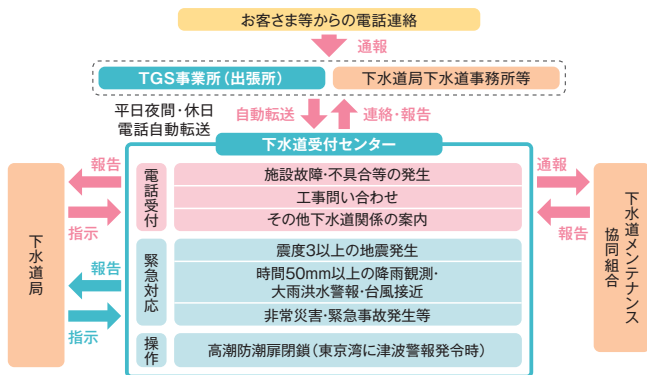 お客さま等からの電話連絡
通報
TGS事業所（出張所）
下水道局下水道事務所等
平日夜間・休日
電話自動転送
自動転送
連絡・報告
下水道受付センター
報告
指示
報告
指示
下水道局
電話受付
施設故障・不具合等の発生
工事問い合わせ
その他下水道関係の案内
緊急対応
震度3以上の地震発生
時間50mm以上の降雨観測・
大雨洪水警報・台風接近
非常災害・緊急事故発生等
操作
高潮防潮扉閉鎖（東京湾に津波警報発令時）
通報
報告
下水道メンテナンス
協同組合